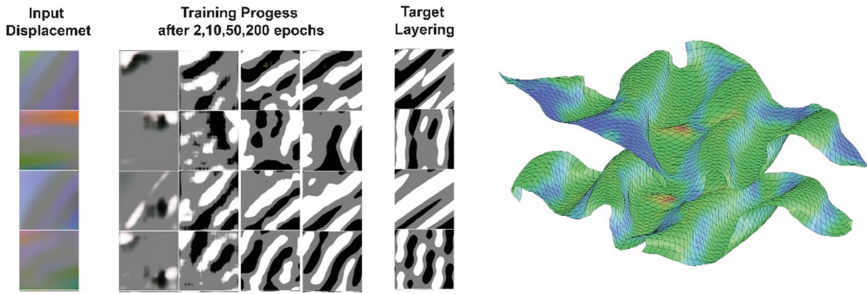 Input
Displacemet
Training Progess
after 2,10,50,200 epochs
Target
Layering